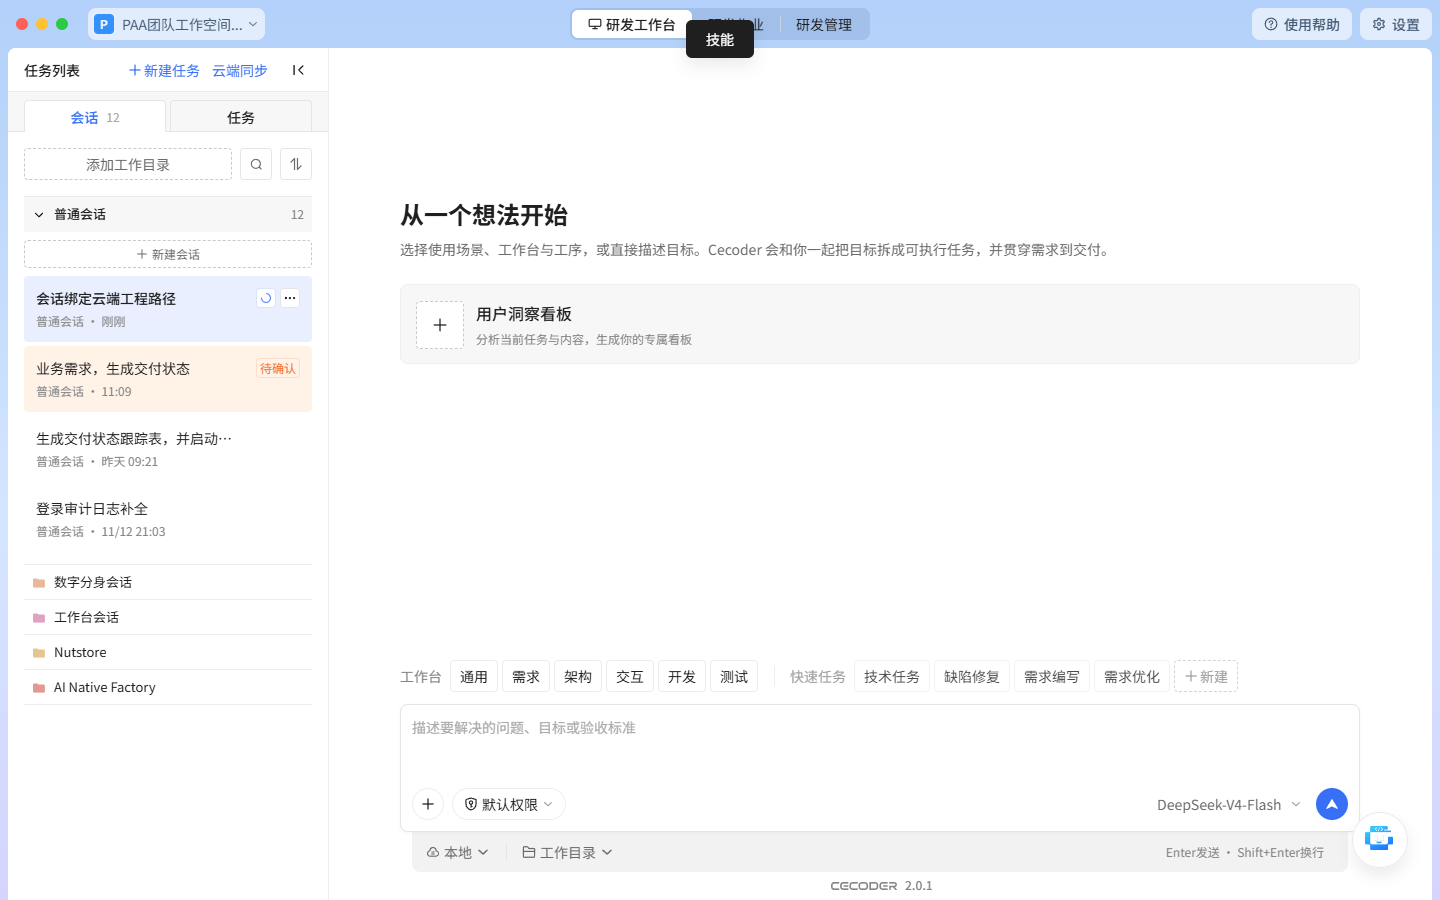 P PAA团队工作空间...
研发工作台
业
研发管理
技能
使用帮助
设置
任务列表
新建任务
云端同步
会话 12
任务
添加工作目录
普通会话 12
新建会话
会话绑定云端工程路径
普通会话 · 刚刚
业务需求，生成交付状态
待确认
普通会话 · 11:09
生成交付状态跟踪表，并启动…
普通会话 · 昨天 09:21
登录审计日志补全
普通会话 · 11/12 21:03
数字分身会话
工作台会话
Nutstore
AI Native Factory
从一个想法开始
选择使用场景、工作台与工序，或直接描述目标。Cecoder 会和你一起把目标拆成可执行任务，并贯穿需求到交付。
用户洞察看板
分析当前任务与内容，生成你的专属看板
工作台 通用 需求 架构 交互 开发 测试 快速任务 技术任务 缺陷修复 需求编写 需求优化 新建
描述要解决的问题、目标或验收标准
默认权限
DeepSeek-V4-Flash
本地
工作目录
Enter发送 · Shift+Enter换行
CECODER 2.0.1